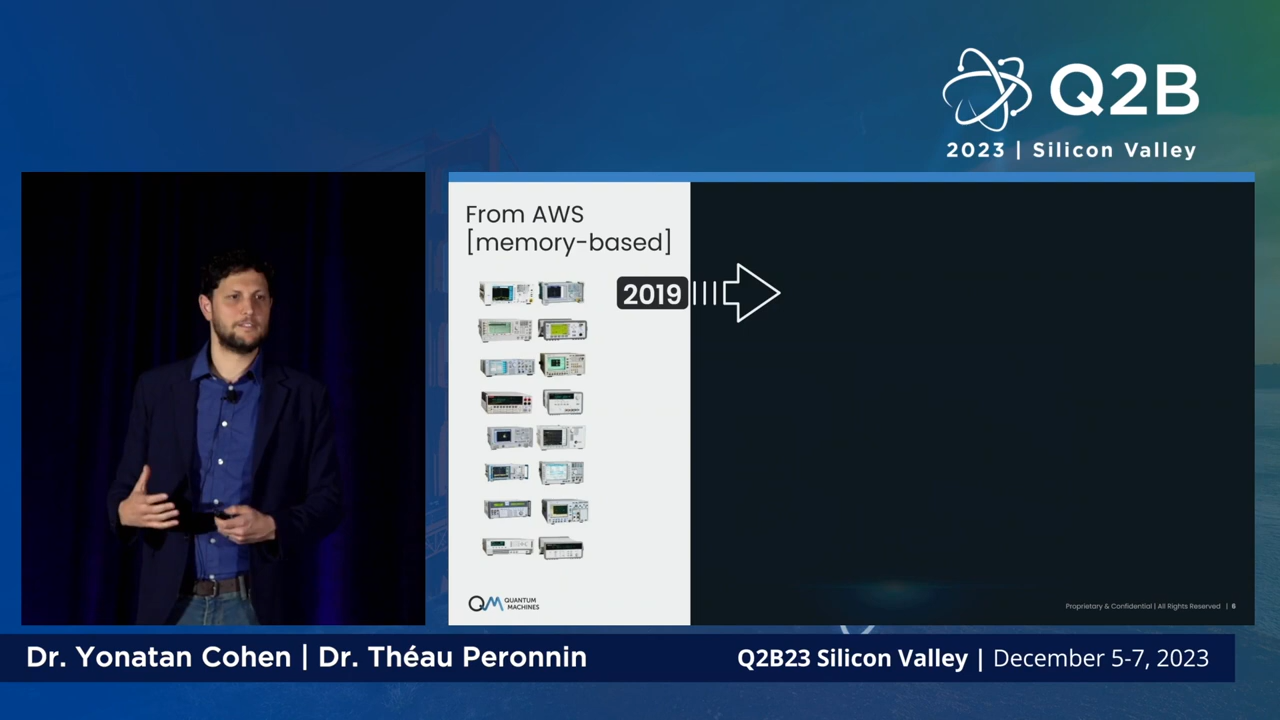 Q2B
2023 | Silicon Valley
From AWS
[memory-based]
2019
QM QUANTUM
MACHINES
Proprietary & Confidential | All Rights Reserved | 6
Dr. Yonatan Cohen | Dr. Théau Peronnin
Q2B23 Silicon Valley | December 5-7, 2023